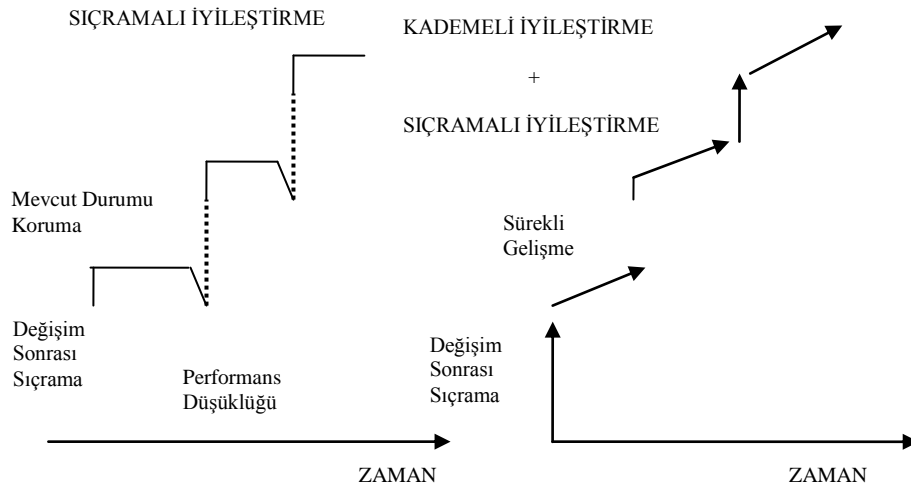 SIÇRAMALI İYİLEŞTİRME
Mevcut Durumu
Koruma
Değişim
Sonrası
Sıçrama
Performans
Düşüklüğü
ZAMAN
KADEMELİ İYİLEŞTİRME
+
SIÇRAMALI İYİLEŞTİRME
Sürekli
Gelişme
Değişim
Sonrası
Sıçrama
ZAMAN